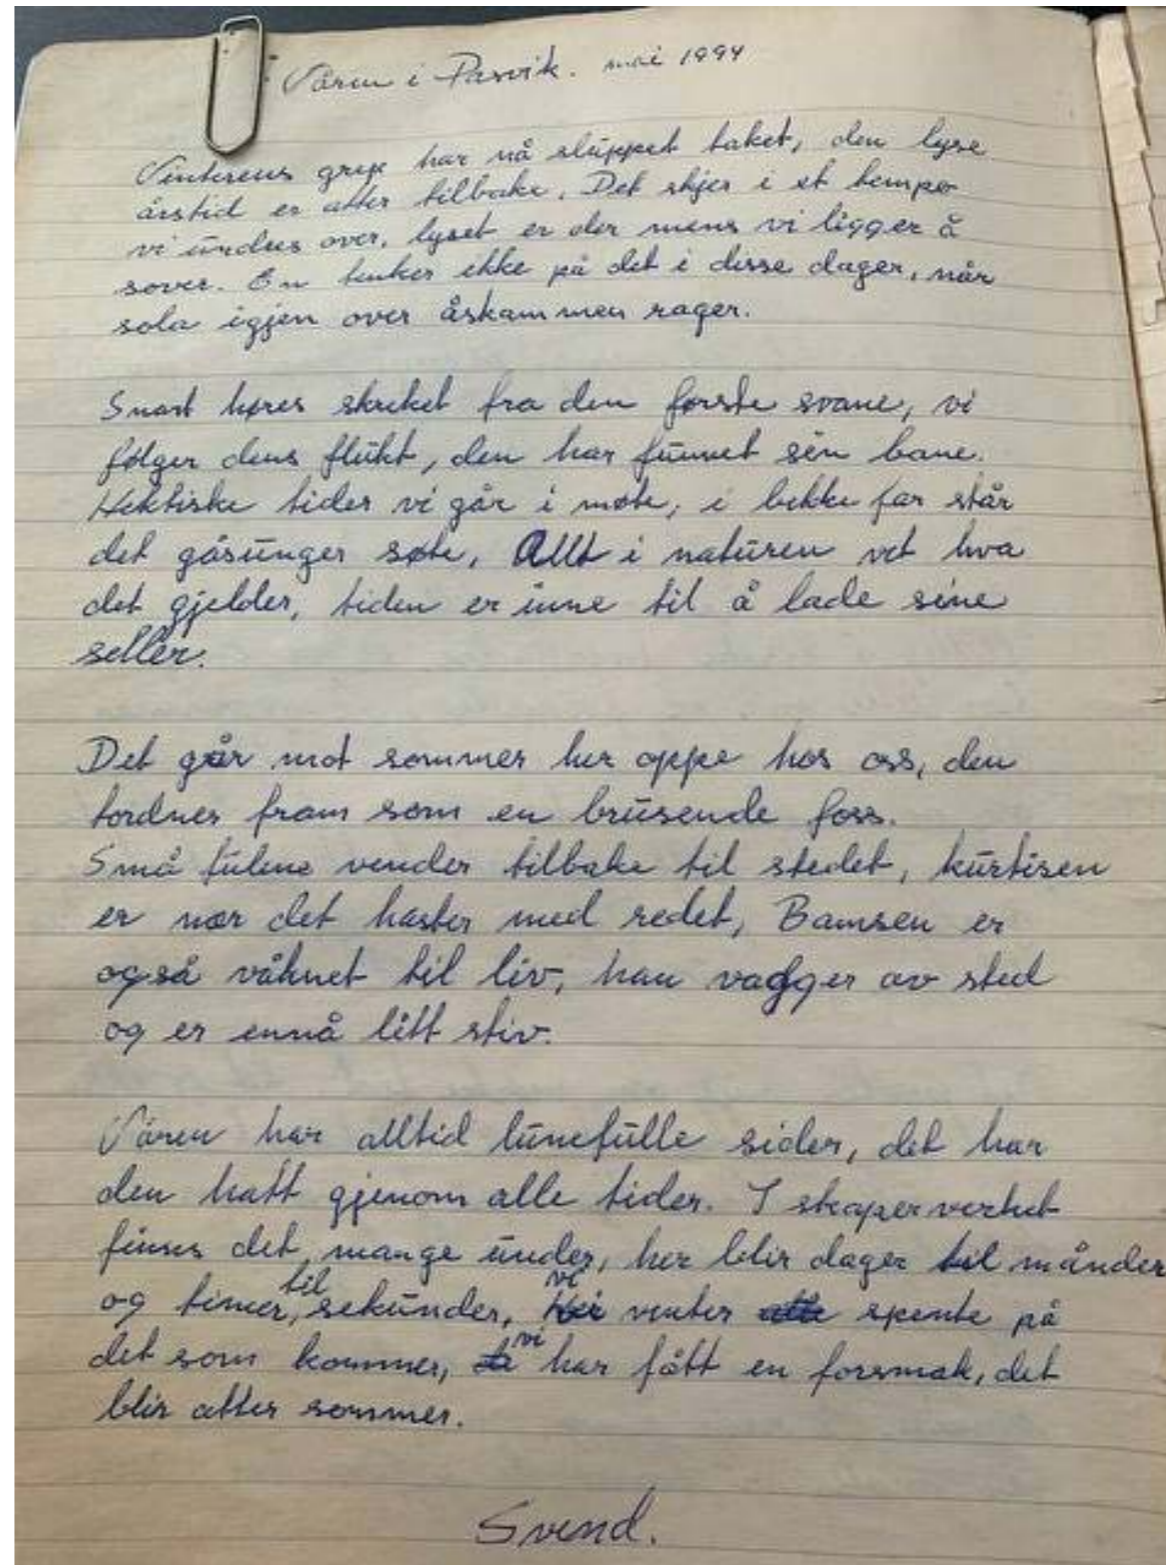 Våren i Pasvik. mai 1994
Vinterens grep har nå sluppet taket, den lyse
årstid er atter tilbake. Det skjer i et tempo
vi undres over, lyset er der mens vi ligger å
sover. En tenker ikke på det i disse dager, når
sola igjen over åskammen rager.
Snart høres skriket fra den første svane, vi
følger dens flukt, den har funnet sin bane.
Hektiske tider vi går i møte, i bekke far står
det gåsunger søte, Allt i naturen vet hva
det gjelder, tiden er inne til å lade sine
seller.
Det går mot sommer her oppe hos oss, den
tordner fram som en brusende foss.
Små fulene vender tilbake til stedet, kurtisen
er nær det haster med redet, Bamsen er
også våknet til liv, han vagger av sted
og er ennå litt stiv.
Våren har alltid lunefulle sider, det har
den hatt gjenom alle tider. I skaperverket
finns det mange under, her blir dager til månder
og timer, til sekunder, vi venter spente på
det som kommer, vi har fått en forsmak, det
blir atter sommer.
Svend.